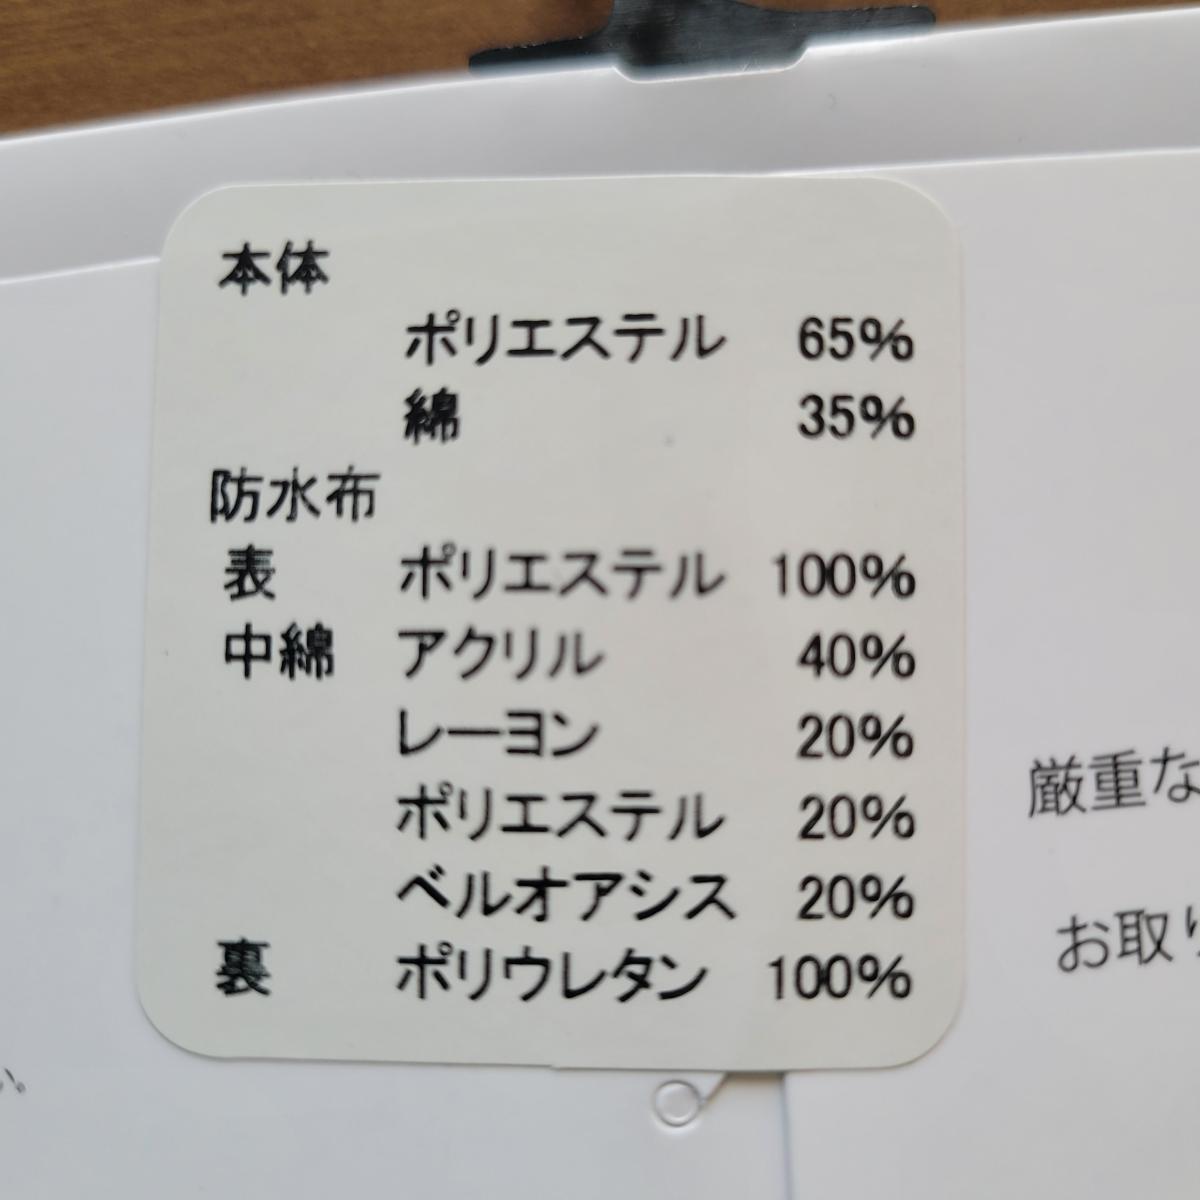 本体
ポリエステル 65%
綿 35%
防水布
表 ポリエステル 100%
中綿 アクリル 40%
レーヨン 20%
ポリエステル 20%
ベルオアシス 20%
裏 ポリウレタン 100%
厳重な
お取り
い。